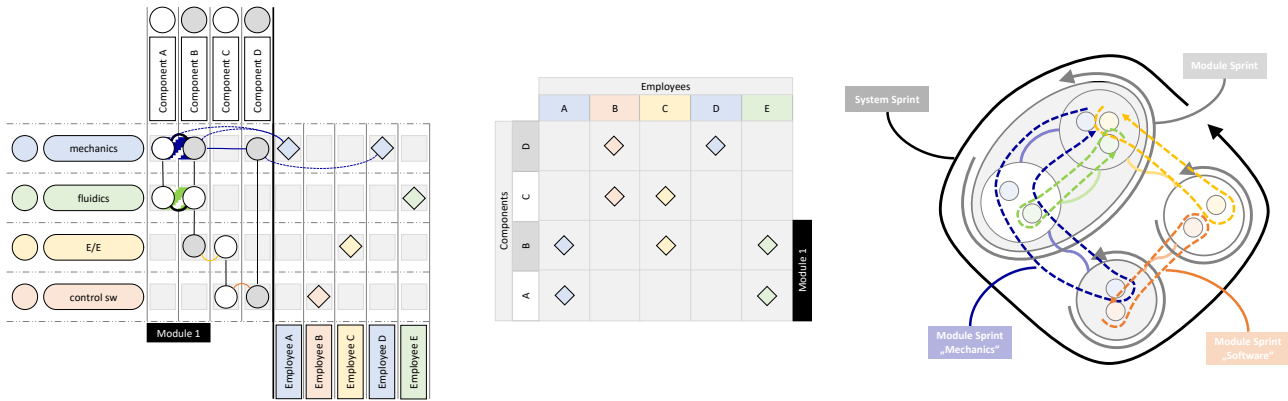 Component A
Component B
Component C
Component D
mechanics
fluidics
E/E
control sw
Module 1
Employee A
Employee B
Employee C
Employee D
Employee E
Employees
A
B
C
D
E
Components
D
C
B
A
Module 1
System Sprint
Module Sprint
Module Sprint
„Mechanics“
Module Sprint
„Software“